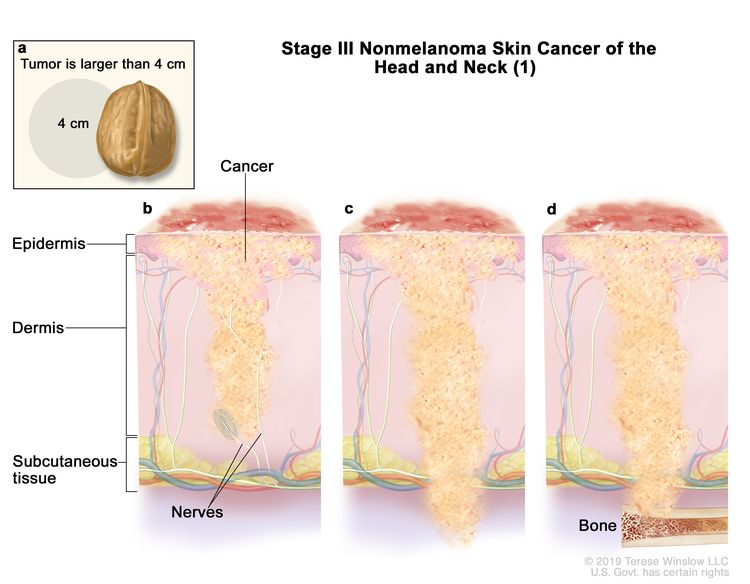 Stage III Nonmelanoma Skin Cancer of the
Head and Neck (1)
a
Tumor is larger than 4 cm
4 cm
Cancer
b
c
d
Epidermis
Dermis
Subcutaneous
tissue
Nerves
Bone
© 2019 Terese Winslow LLC
U.S. Govt. has certain rights